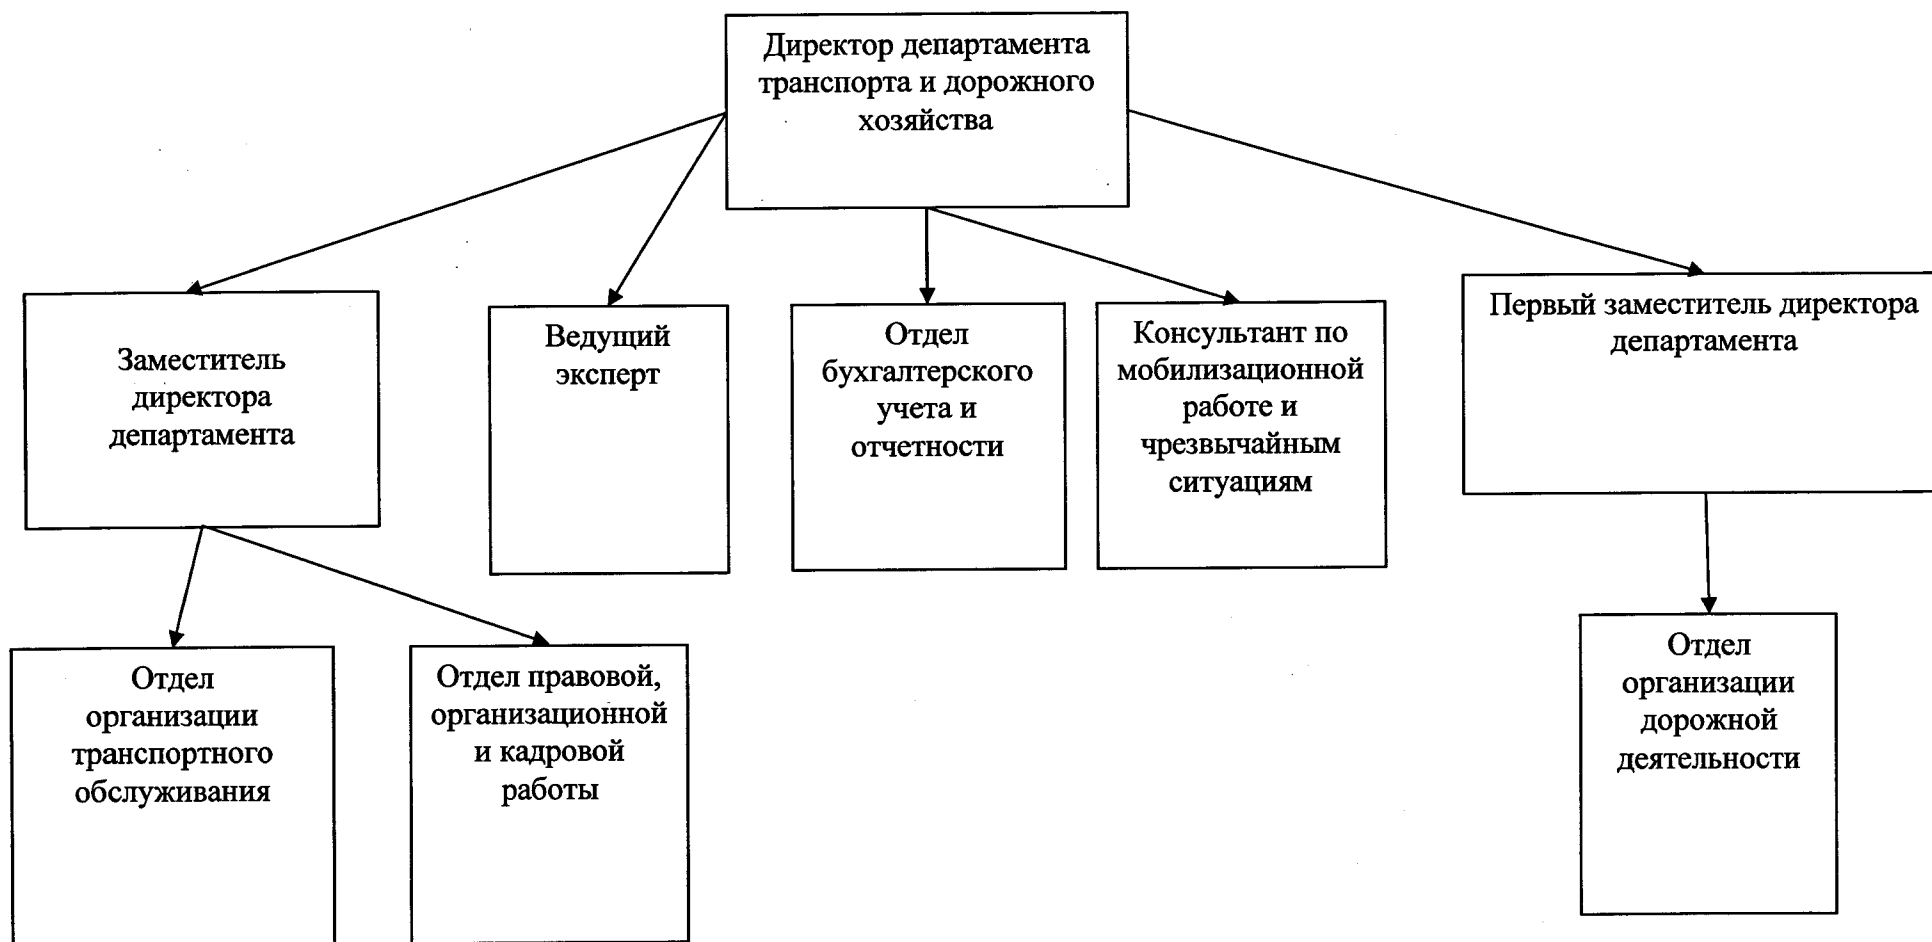 Директор департамента
транспорта и дорожного
хозяйства
Заместитель
директора
департамента
Ведущий
эксперт
Отдел
бухгалтерского
учета и
отчетности
Консультант по
мобилизационной
работе и
чрезвычайным
ситуациям
Первый заместитель директора
департамента
Отдел
организации
транспортного
обслуживания
Отдел правовой,
организационной
и кадровой
работы
Отдел
организации
дорожной
деятельности